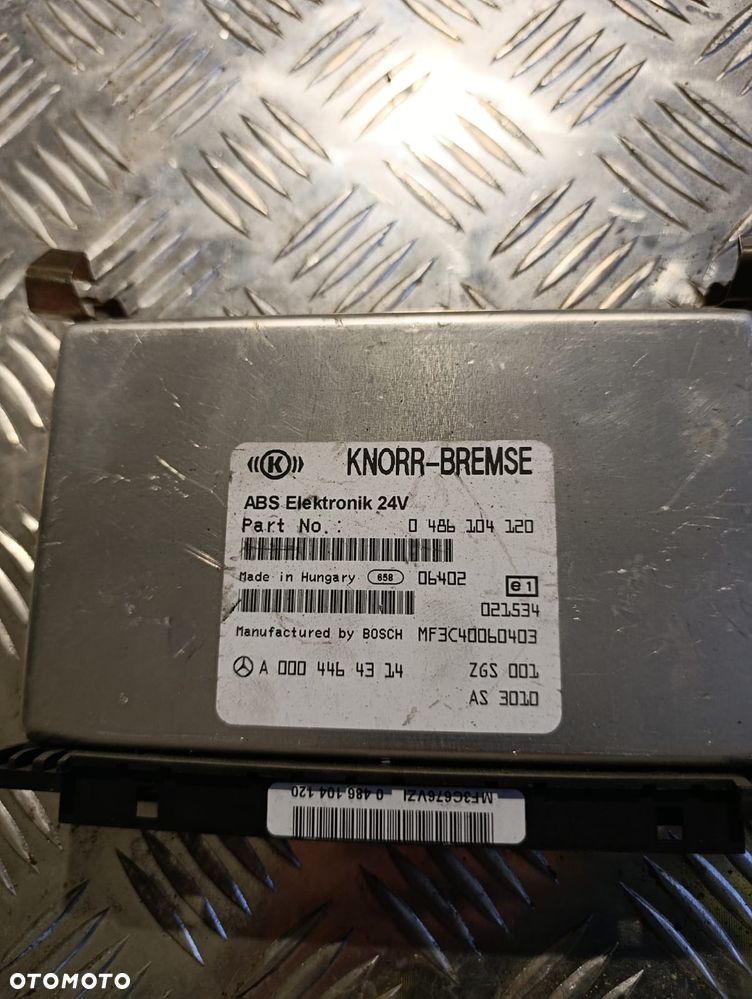 K KNORR-BREMSE
ABS Elektronik 24V
Part No.: 0 486 104 120
Made in Hungary 658 06402 e1
021534
Manufactured by BOSCH MF3C40060403
A 000 446 43 14 ZGS 001
AS 3010
MF3C676VZI 0 486 104 120
OTOMOTO